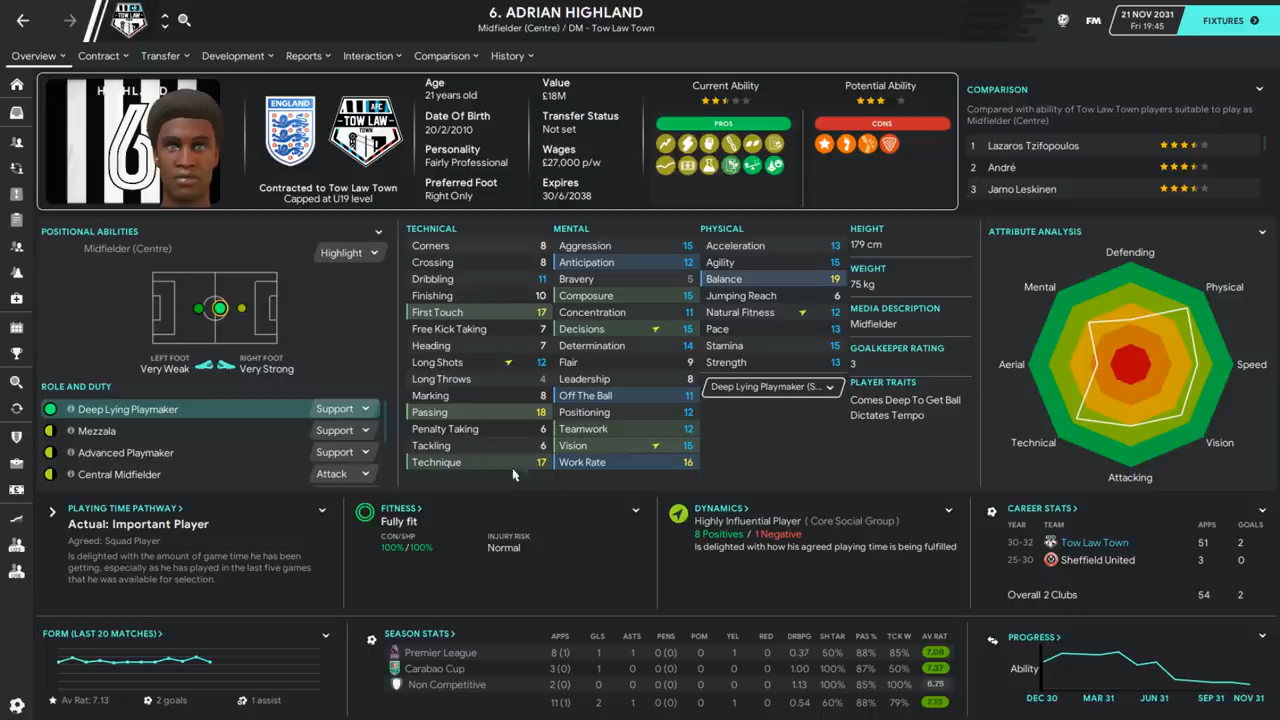 6. ADRIAN HIGHLAND
Midfielder (Centre) / DM - Tow Law Town
FM
21 NOV 2031
Fri 19:45
FIXTURES
Overview
Contract
Transfer
Development
Reports
Interaction
Comparison
History
HIGHLAND
6
ENGLAND
AFC
TOW LAW
TOWN
Contracted to Tow Law Town
Capped at U19 level
Age
21 years old
Date Of Birth
20/2/2010
Personality
Fairly Professional
Preferred Foot
Right Only
Value
£18M
Transfer Status
Not set
Wages
£27,000 p/w
Expires
30/6/2038
Current Ability
Potential Ability
PROS
CONS
COMPARISON
Compared with ability of Tow Law Town players suitable to play as
Midfielder (Centre)
1 Lazaros Tzifopoulos
2 André
3 Jarno Leskinen
POSITIONAL ABILITIES
Midfielder (Centre)
Highlight
LEFT FOOT
Very Weak
RIGHT FOOT
Very Strong
ROLE AND DUTY
Deep Lying Playmaker Support
Mezzala Support
Advanced Playmaker Support
Central Midfielder Attack
TECHNICAL
Corners 8
Crossing 8
Dribbling 11
Finishing 10
First Touch 17
Free Kick Taking 7
Heading 7
Long Shots 12
Long Throws 4
Marking 8
Passing 18
Penalty Taking 6
Tackling 6
Technique 17
MENTAL
Aggression 15
Anticipation 12
Bravery 5
Composure 15
Concentration 11
Decisions 15
Determination 14
Flair 9
Leadership 8
Off The Ball 11
Positioning 12
Teamwork 12
Vision 15
Work Rate 16
PHYSICAL
Acceleration 13
Agility 15
Balance 19
Jumping Reach 6
Natural Fitness 12
Pace 13
Stamina 15
Strength 13
Deep Lying Playmaker (S...
HEIGHT
179 cm
WEIGHT
75 kg
MEDIA DESCRIPTION
Midfielder
GOALKEEPER RATING
3
PLAYER TRAITS
Comes Deep To Get Ball
Dictates Tempo
ATTRIBUTE ANALYSIS
Defending
Mental
Physical
Aerial
Speed
Technical
Vision
Attacking
PLAYING TIME PATHWAY >
Actual: Important Player
Agreed: Squad Player
Is delighted with the amount of game time he has been
getting, especially as he has played in the last five games
that he was available for selection.
FITNESS >
Fully fit
CON/SHP
100%/100%
INJURY RISK
Normal
DYNAMICS >
Highly Influential Player ( Core Social Group )
8 Positives / 1 Negative
Is delighted with how his agreed playing time is being fulfilled
CAREER STATS >
YEAR TEAM APPS GOALS
30-32 Tow Law Town 51 2
25-30 Sheffield United 3 0
Overall 2 Clubs 54 2
FORM (LAST 20 MATCHES) >
Av Rat: 7.13
2 goals
1 assist
SEASON STATS >
APPS GLS ASTS PENS POM YEL RED DRBPG SH TAR PAS % TCK W AV RAT
Premier League 8 (1) 1 1 0 (0) 0 1 0 0.37 50% 88% 85% 7.08
Carabao Cup 3 (0) 1 0 0 (0) 0 0 0 1.00 100% 87% 50% 7.27
Non Competitive 2 (0) 0 0 0 (0) 0 0 0 1.13 100% 85% 100% 6.75
11 (1) 2 1 0 (0) 0 1 0 0.54 60% 88% 79% 7.13
PROGRESS >
Ability
DEC 30
MAR 31
JUN 31
SEP 31
NOV 31